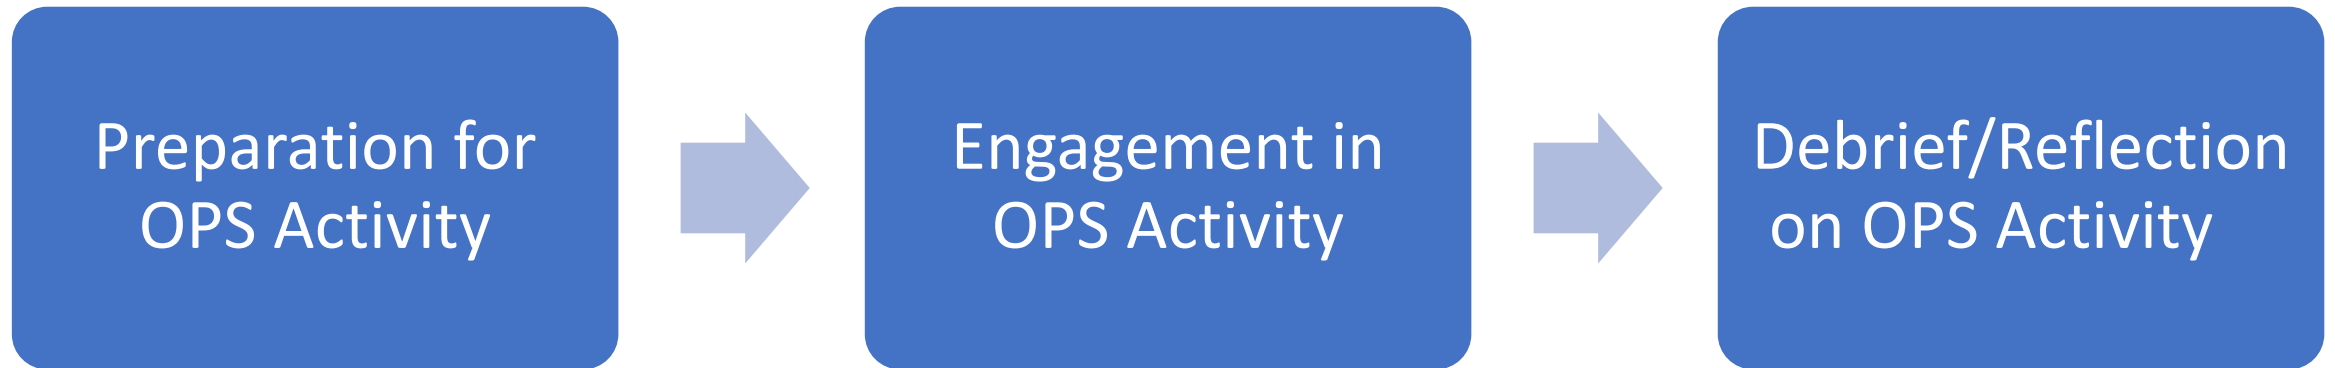 Preparation for
OPS Activity
Engagement in
OPS Activity
Debrief/Reflection
on OPS Activity